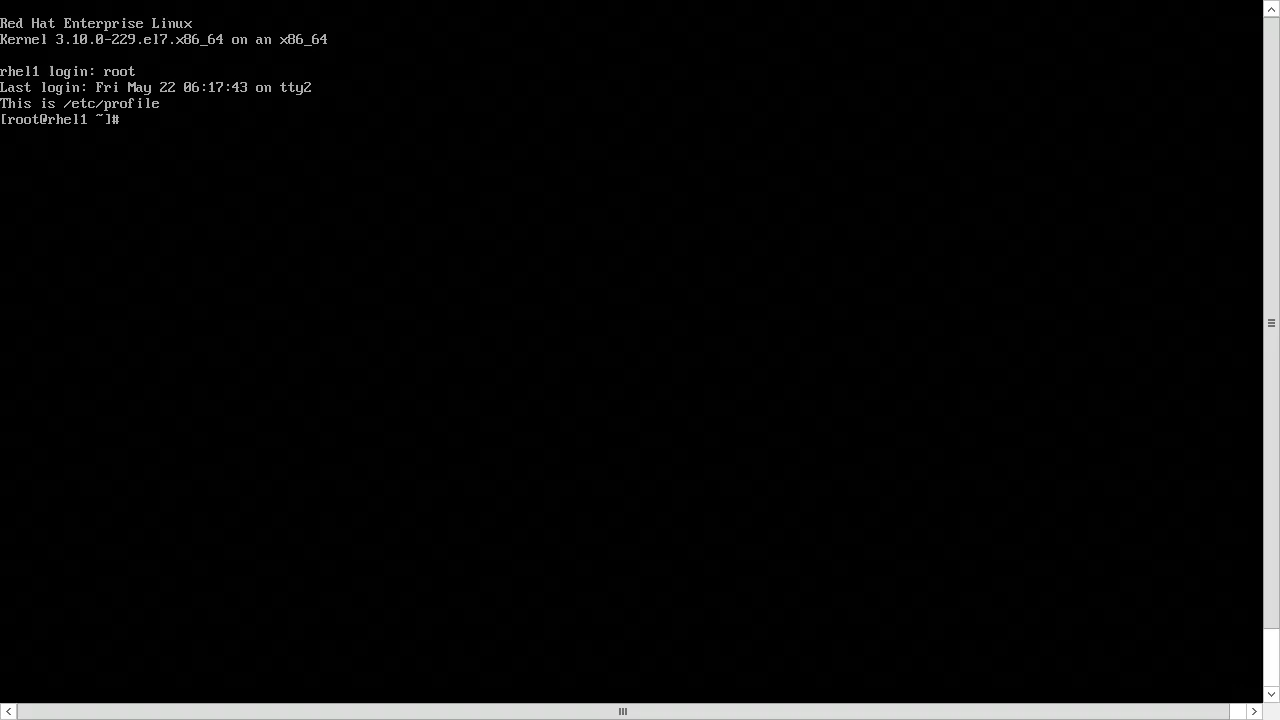 Red Hat Enterprise Linux
Kernel 3.10.0-229.el7.x86_64 on an x86_64
rhel1 login: root
Last login: Fri May 22 06:17:43 on tty2
This is /etc/profile
[root@rhel1 ~]#